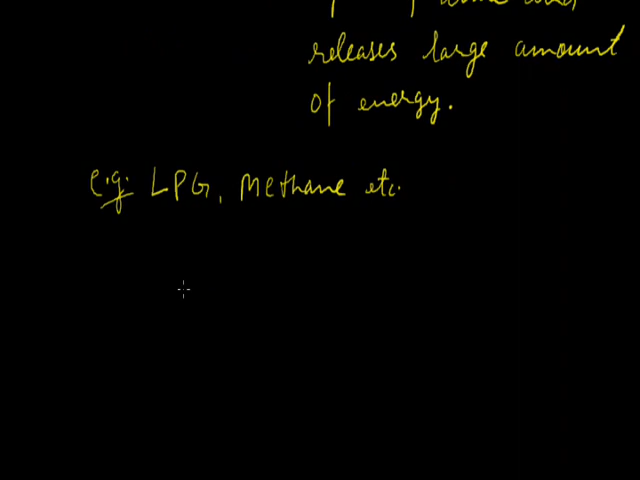 releases large amount
of energy.
e.g. LPG, Methane etc.